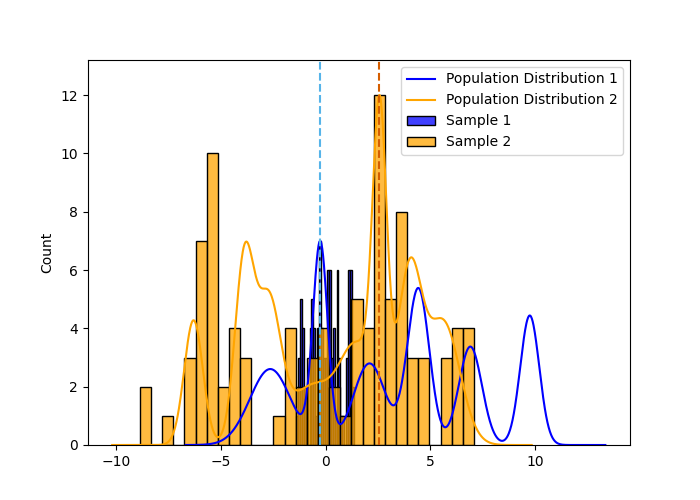 Population Distribution 1
Population Distribution 2
Sample 1
Sample 2
Count
12
10
8
6
4
2
0
−10
−5
0
5
10